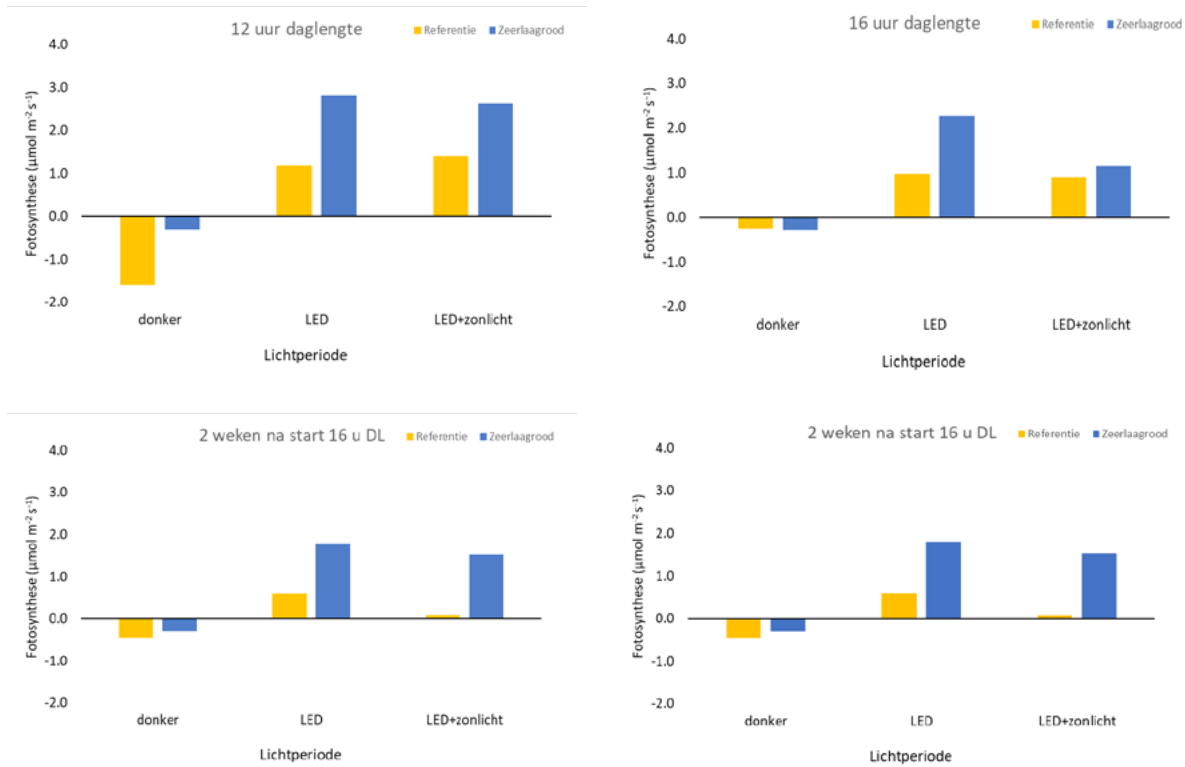 12 uur daglengte
Referentie Zeerlaagrood
4.0
3.0
2.0
1.0
0.0
-1.0
-2.0
Fotosynthese (µmol m⁻² s⁻¹)
donker LED LED+zonlicht
Lichtperiode
16 uur daglengte
Referentie Zeerlaagrood
4.0
3.0
2.0
1.0
0.0
-1.0
-2.0
Fotosynthese (µmol m⁻² s⁻¹)
donker LED LED+zonlicht
Lichtperiode
2 weken na start 16 u DL
Referentie Zeerlaagrood
4.0
3.0
2.0
1.0
0.0
-1.0
-2.0
Fotosynthese (µmol m⁻² s⁻¹)
donker LED LED+zonlicht
Lichtperiode
2 weken na start 16 u DL
Referentie Zeerlaagrood
4.0
3.0
2.0
1.0
0.0
-1.0
-2.0
Fotosynthese (µmol m⁻² s⁻¹)
donker LED LED+zonlicht
Lichtperiode